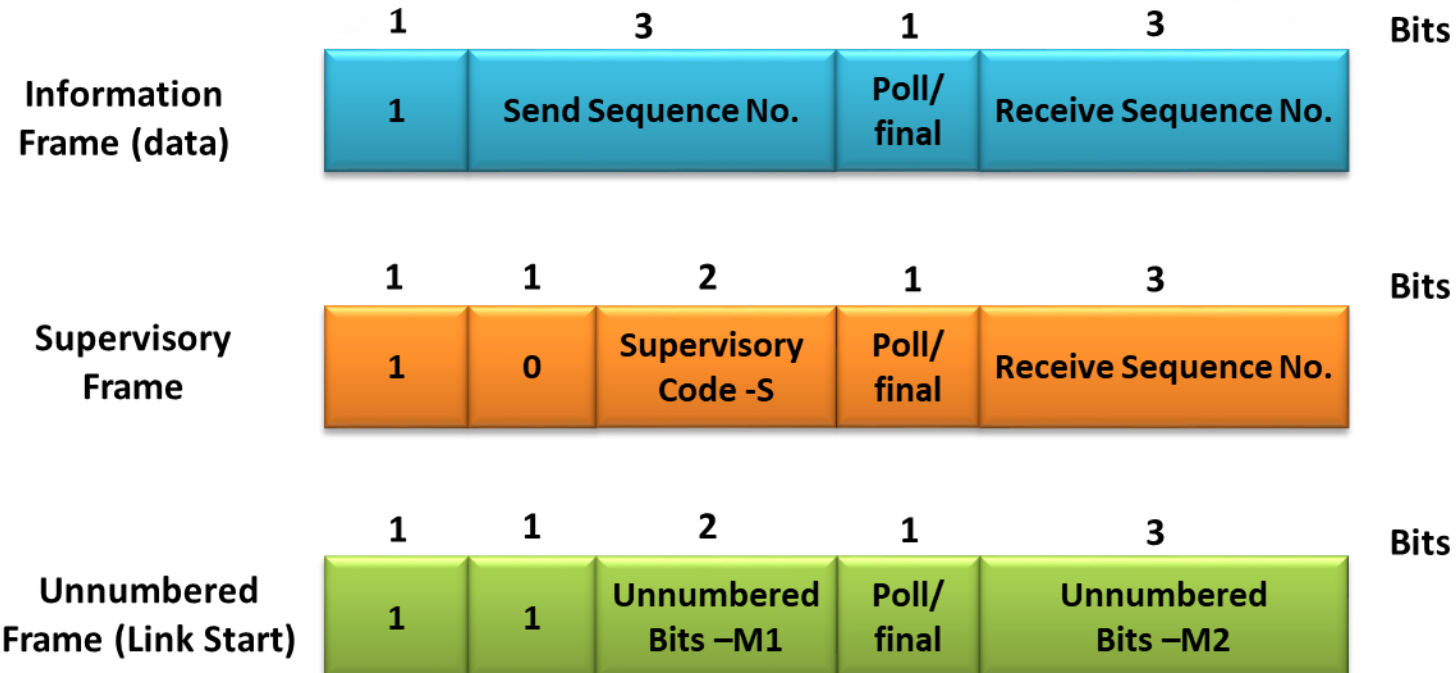 1 3 1 3 Bits
Information
Frame (data)
1 Send Sequence No. Poll/
final Receive Sequence No.
1 1 2 1 3 Bits
Supervisory
Frame
1 0 Supervisory
Code -S Poll/
final Receive Sequence No.
1 1 2 1 3 Bits
Unnumbered
Frame (Link Start)
1 1 Unnumbered
Bits –M1 Poll/
final Unnumbered
Bits –M2